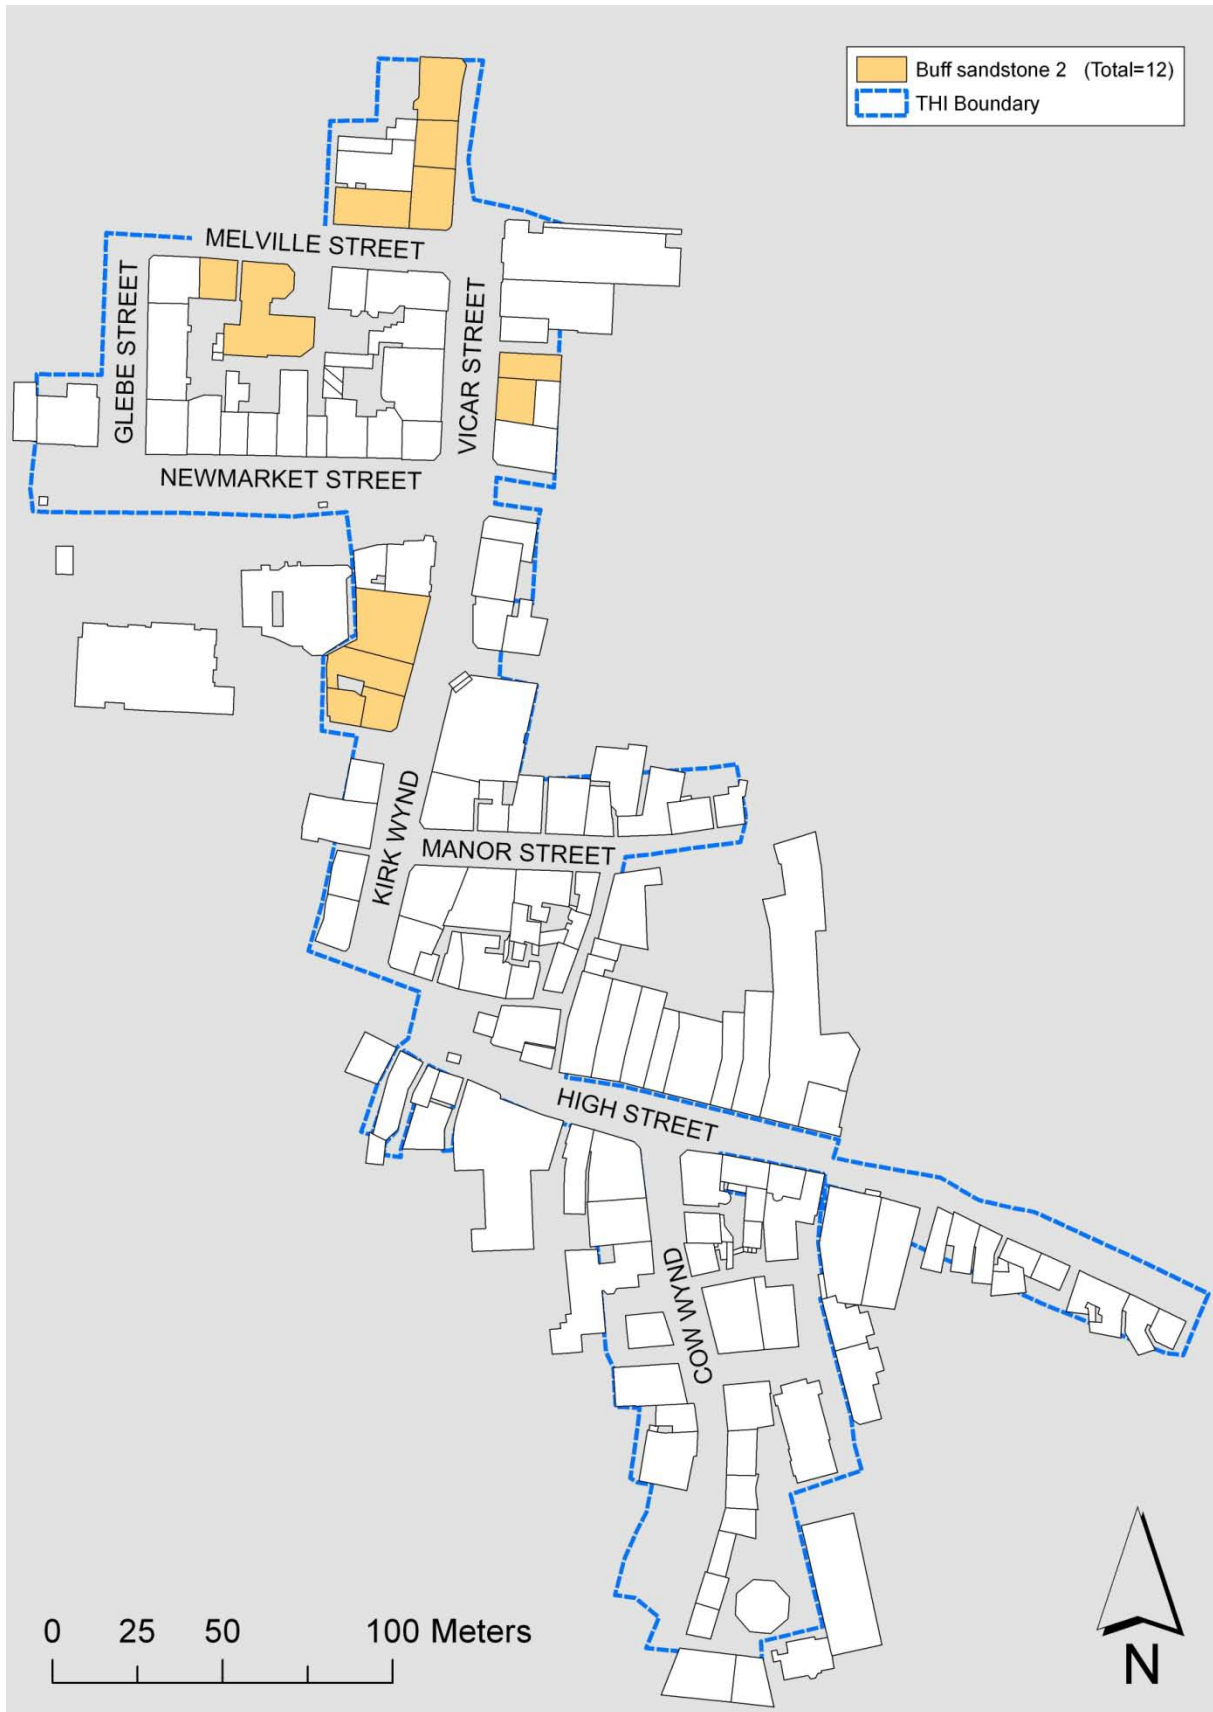 Buff sandstone 2 (Total=12)
THI Boundary
MELVILLE STREET
GLEBE STREET
VICAR STREET
NEWMARKET STREET
KIRK WYND
MANOR STREET
HIGH STREET
COW WYND
0 25 50 100 Meters
N